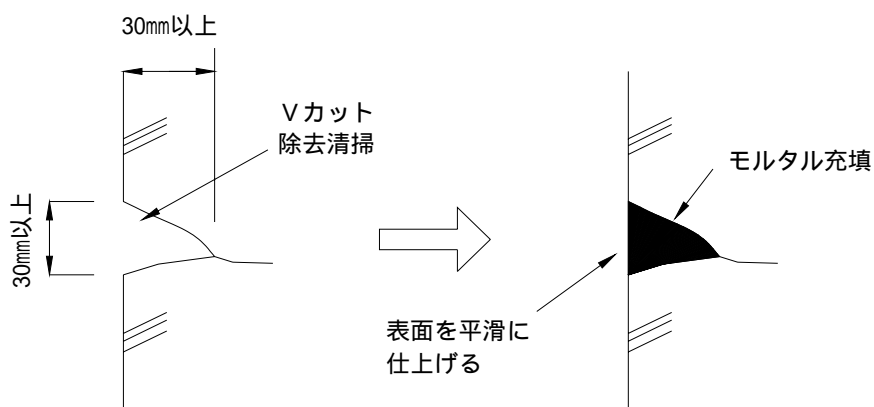 30㎜以上
Ｖカット
除去清掃
30㎜以上
モルタル充填
表面を平滑に
仕上げる